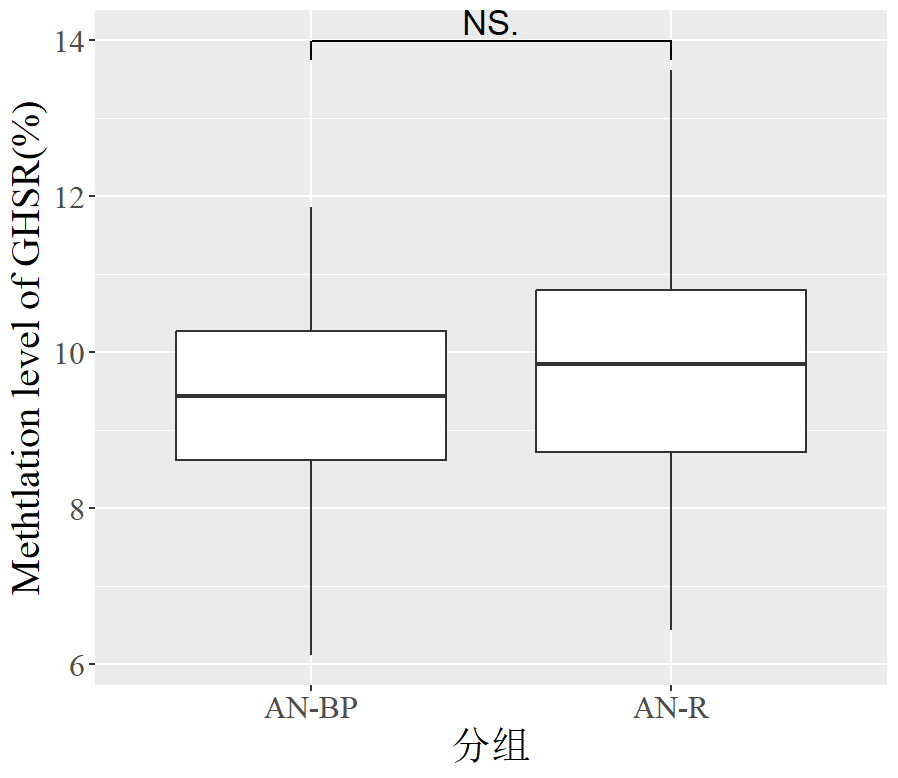 NS.
14
12
10
8
6
Methtlation level of GHSR(%)
AN-BP
AN-R
分组